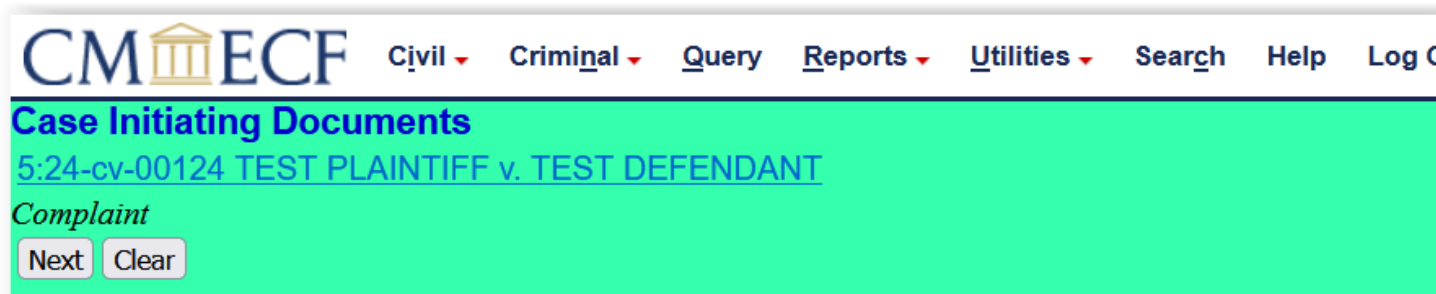 CM ECF Civil Criminal Query Reports Utilities Search Help Log
Case Initiating Documents
5:24-cv-00124 TEST PLAINTIFF v. TEST DEFENDANT
Complaint
Next Clear